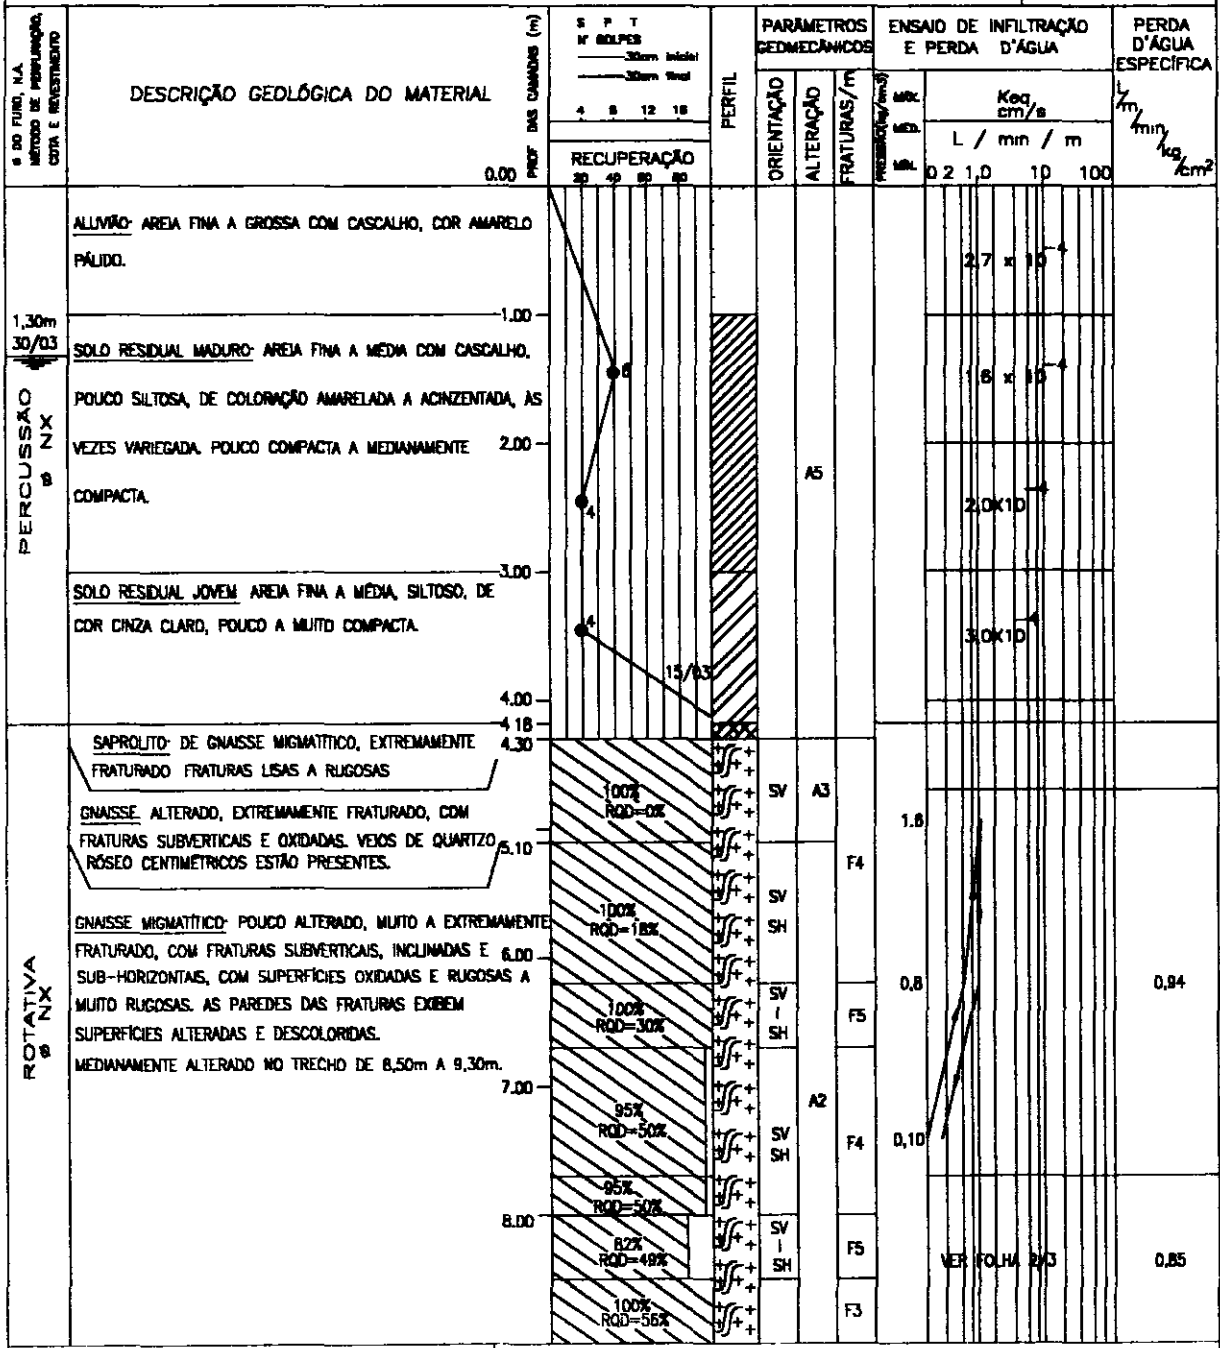 ø DO FURO, N.A.
MÉTODO DE PERFURAÇÃO,
COTA E REVESTIMENTO
DESCRIÇÃO GEOLÓGICA DO MATERIAL
0.00
PROF DAS CAMADAS (m)
S P T
Nº GOLPES
30cm inicial
30cm final
4 8 12 16
RECUPERAÇÃO
20 40 60 80
PERFIL
PARÂMETROS
GEOMECÂNICOS
ORIENTAÇÃO
ALTERAÇÃO
FRATURAS/m
ENSAIO DE INFILTRAÇÃO
E PERDA D'ÁGUA
MÁX.
MED.
MÍN.
Keq
cm/s
L / min / m
0 2 1,0 10 100
PERDA
D'ÁGUA
ESPECÍFICA
L/m/min/kg/cm²
ALUVIÃO- AREIA FINA A GROSSA COM CASCALHO, COR AMARELO
PÁLIDO.
2,7 x 10-4
1.00
1,30m
30/03
SOLO RESIDUAL MADURO- AREIA FINA A MÉDIA COM CASCALHO,
POUCO SILTOSA, DE COLORAÇÃO AMARELADA A ACINZENTADA, ÀS
VEZES VARIEGADA. POUCO COMPACTA A MEDIANAMENTE
COMPACTA.
8
1,6 x 10-4
2.00
PERCUSSÃO
ø NX
A5
4
2,0X10-4
3.00
SOLO RESIDUAL JOVEM AREIA FINA A MÉDIA, SILTOSO, DE
COR CINZA CLARO, POUCO A MUITO COMPACTA.
4
15/03
3,0X10-4
4.00
4.18
4.30
SAPROLITO- DE GNAISSE MIGMATÍTICO, EXTREMAMENTE
FRATURADO FRATURAS LISAS A RUGOSAS
100%
RQD=0%
SV
A3
GNAISSE ALTERADO, EXTREMAMENTE FRATURADO, COM
FRATURAS SUBVERTICAIS E OXIDADAS. VEIOS DE QUARTZO
RÓSEO CENTIMÉTRICOS ESTÃO PRESENTES.
5.10
1.6
F4
GNAISSE MIGMATÍTICO- POUCO ALTERADO, MUITO A EXTREMAMENTE
FRATURADO, COM FRATURAS SUBVERTICAIS, INCLINADAS E
SUB-HORIZONTAIS, COM SUPERFÍCIES OXIDADAS E RUGOSAS A
MUITO RUGOSAS. AS PAREDES DAS FRATURAS EXIBEM
SUPERFÍCIES ALTERADAS E DESCOLORIDAS.
MEDIANAMENTE ALTERADO NO TRECHO DE 8,50m A 9,30m.
100%
RQD=18%
SV
SH
6.00
ROTATIVA
ø NX
100%
RQD=30%
SV
|
SH
F5
0,8
0,94
7.00
95%
RQD=50%
SV
SH
A2
F4
0,10
95%
RQD=50%
8.00
82%
RQD=49%
SV
|
SH
F5
VER FOLHA 2/3
0,85
100%
RQD=56%
F3